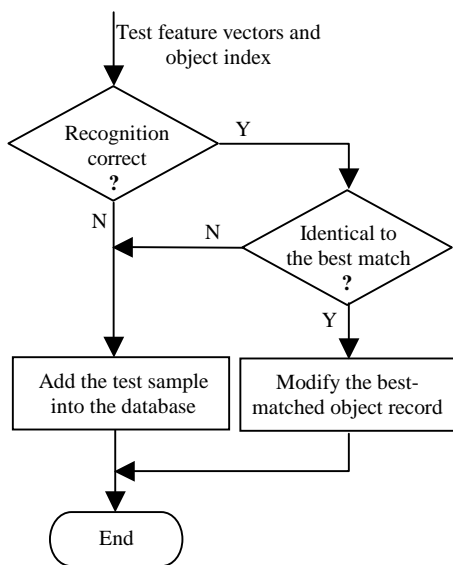 Test feature vectors and
object index
Recognition
correct
?
Y
N
Identical to
the best match
?
N
Y
Add the test sample
into the database
Modify the best-
matched object record
End